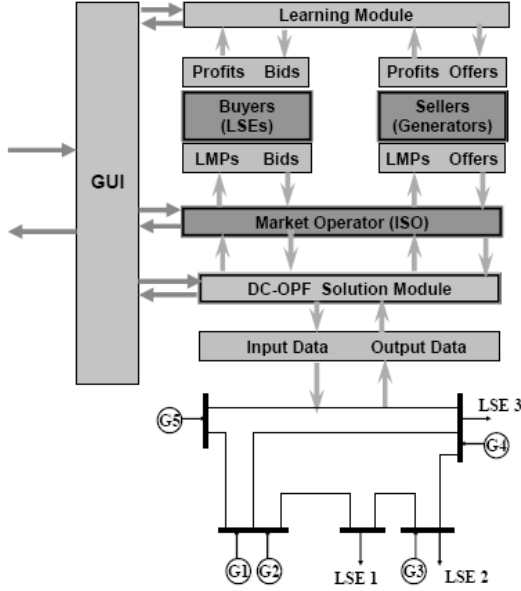 Learning Module
Profits Bids
Profits Offers
Buyers
(LSEs)
Sellers
(Generators)
LMPs Bids
LMPs Offers
GUI
Market Operator (ISO)
DC-OPF Solution Module
Input Data Output Data
LSE 3
G5
G4
G1
G2
LSE 1
G3
LSE 2